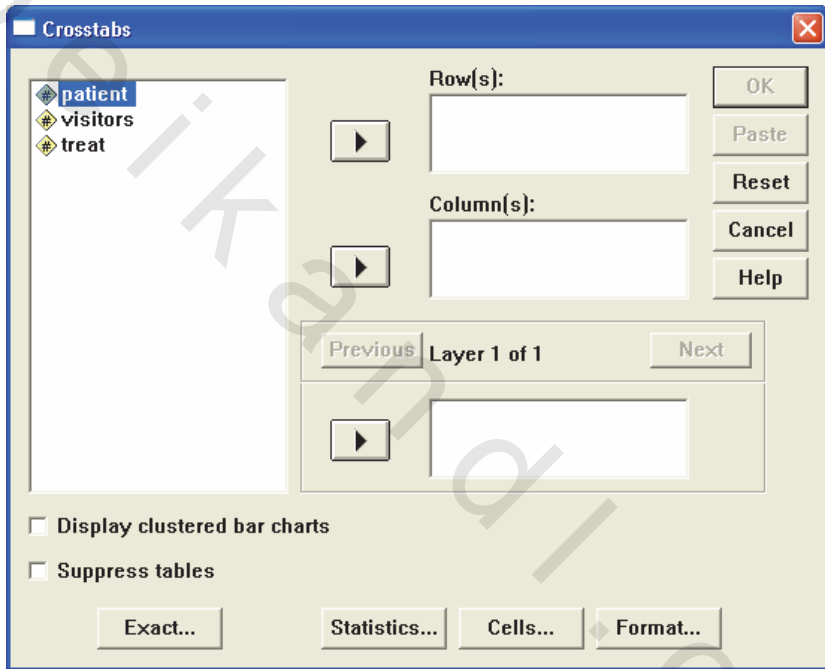 Crosstabs
patient
visitors
treat
Row(s):
Column(s):
OK
Paste
Reset
Cancel
Help
Previous Layer 1 of 1 Next
Display clustered bar charts
Suppress tables
Exact... Statistics... Cells... Format...
eikandl